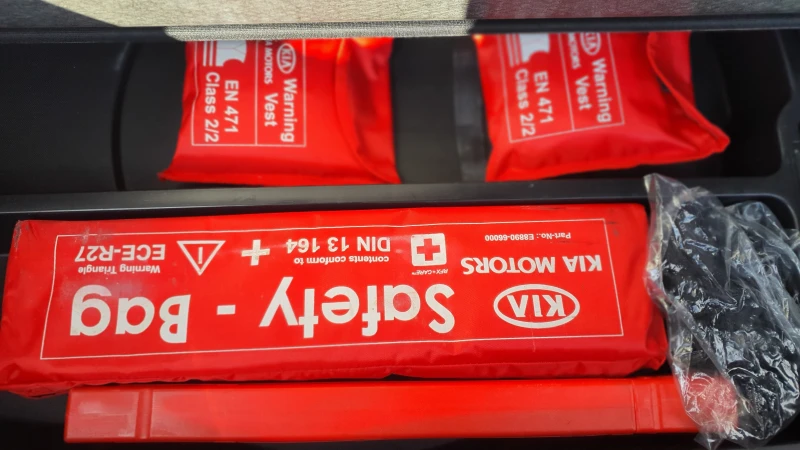 KIA
KIA MOTORS
Warning
Vest
EN 471
Class 2/2
KIA
KIA MOTORS
Warning
Vest
EN 471
Class 2/2
KIA
KIA MOTORS
Part-No.: E8890-66000
Safety - Bag
DIN 13 164
contents conform to
+
Warning Triangle
ECE-R27